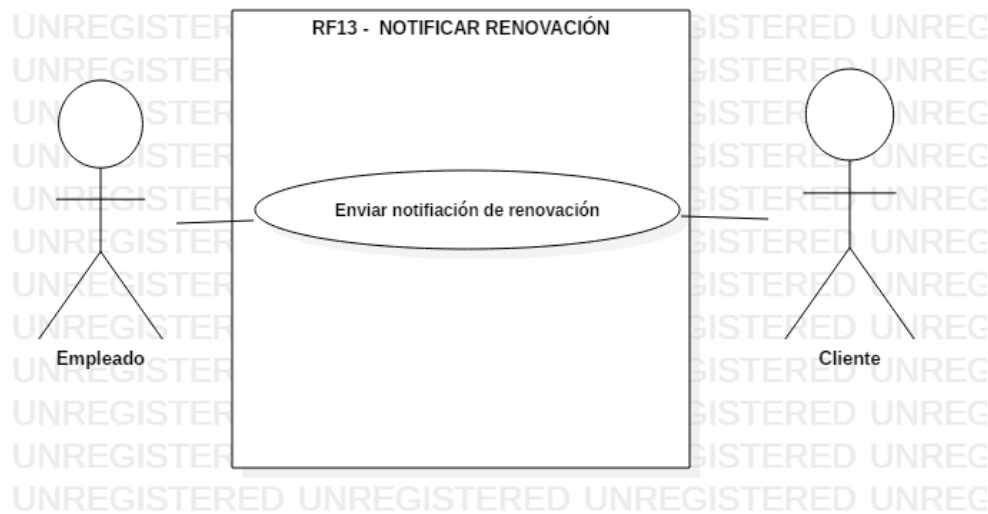 RF13 - NOTIFICAR RENOVACIÓN
Enviar notifiación de renovación
Empleado
Cliente
UNREGISTERED UNREGISTERED UNREGISTERED UNREG